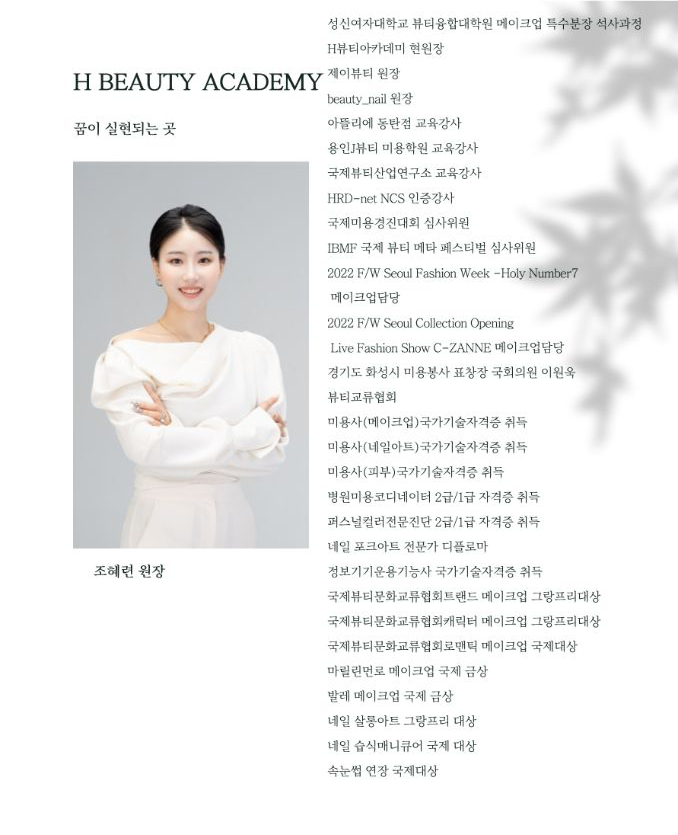 H BEAUTY ACADEMY
꿈이 실현되는 곳
조혜련 원장
성신여자대학교 뷰티융합대학원 메이크업 특수분장 석사과정
H뷰티아카데미 현원장
제이뷰티 원장
beauty_nail 원장
아뜰리에 동탄점 교육강사
용인J뷰티 미용학원 교육강사
국제뷰티산업연구소 교육강사
HRD-net NCS 인증강사
국제미용경진대회 심사위원
IBMF 국제 뷰티 메타 페스티벌 심사위원
2022 F/W Seoul Fashion Week -Holy Number7
메이크업담당
2022 F/W Seoul Collection Opening
Live Fashion Show C-ZANNE 메이크업담당
경기도 화성시 미용봉사 표창장 국회의원 이원욱
뷰티교류협회
미용사(메이크업)국가기술자격증 취득
미용사(네일아트)국가기술자격증 취득
미용사(피부)국가기술자격증 취득
병원미용코디네이터 2급/1급 자격증 취득
퍼스널컬러전문진단 2급/1급 자격증 취득
네일 포크아트 전문가 디플로마
정보기기운용기능사 국가기술자격증 취득
국제뷰티문화교류협회트랜드 메이크업 그랑프리대상
국제뷰티문화교류협회캐릭터 메이크업 그랑프리대상
국제뷰티문화교류협회로맨틱 메이크업 국제대상
마릴린먼로 메이크업 국제 금상
발레 메이크업 국제 금상
네일 살롱아트 그랑프리 대상
네일 습식매니큐어 국제 대상
속눈썹 연장 국제대상